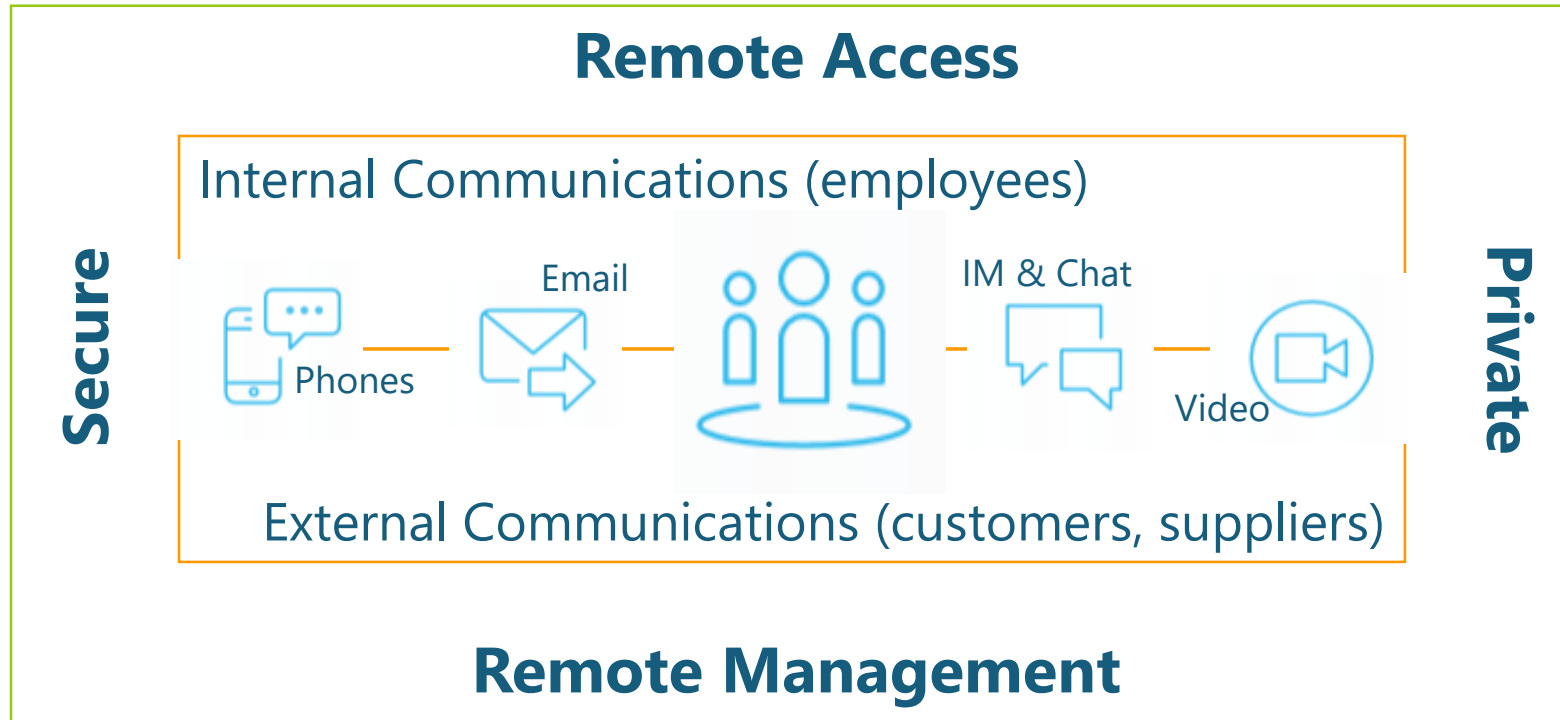 Remote Access
Internal Communications (employees)
Secure
Phones
Email
IM & Chat
Video
Private
External Communications (customers, suppliers)
Remote Management